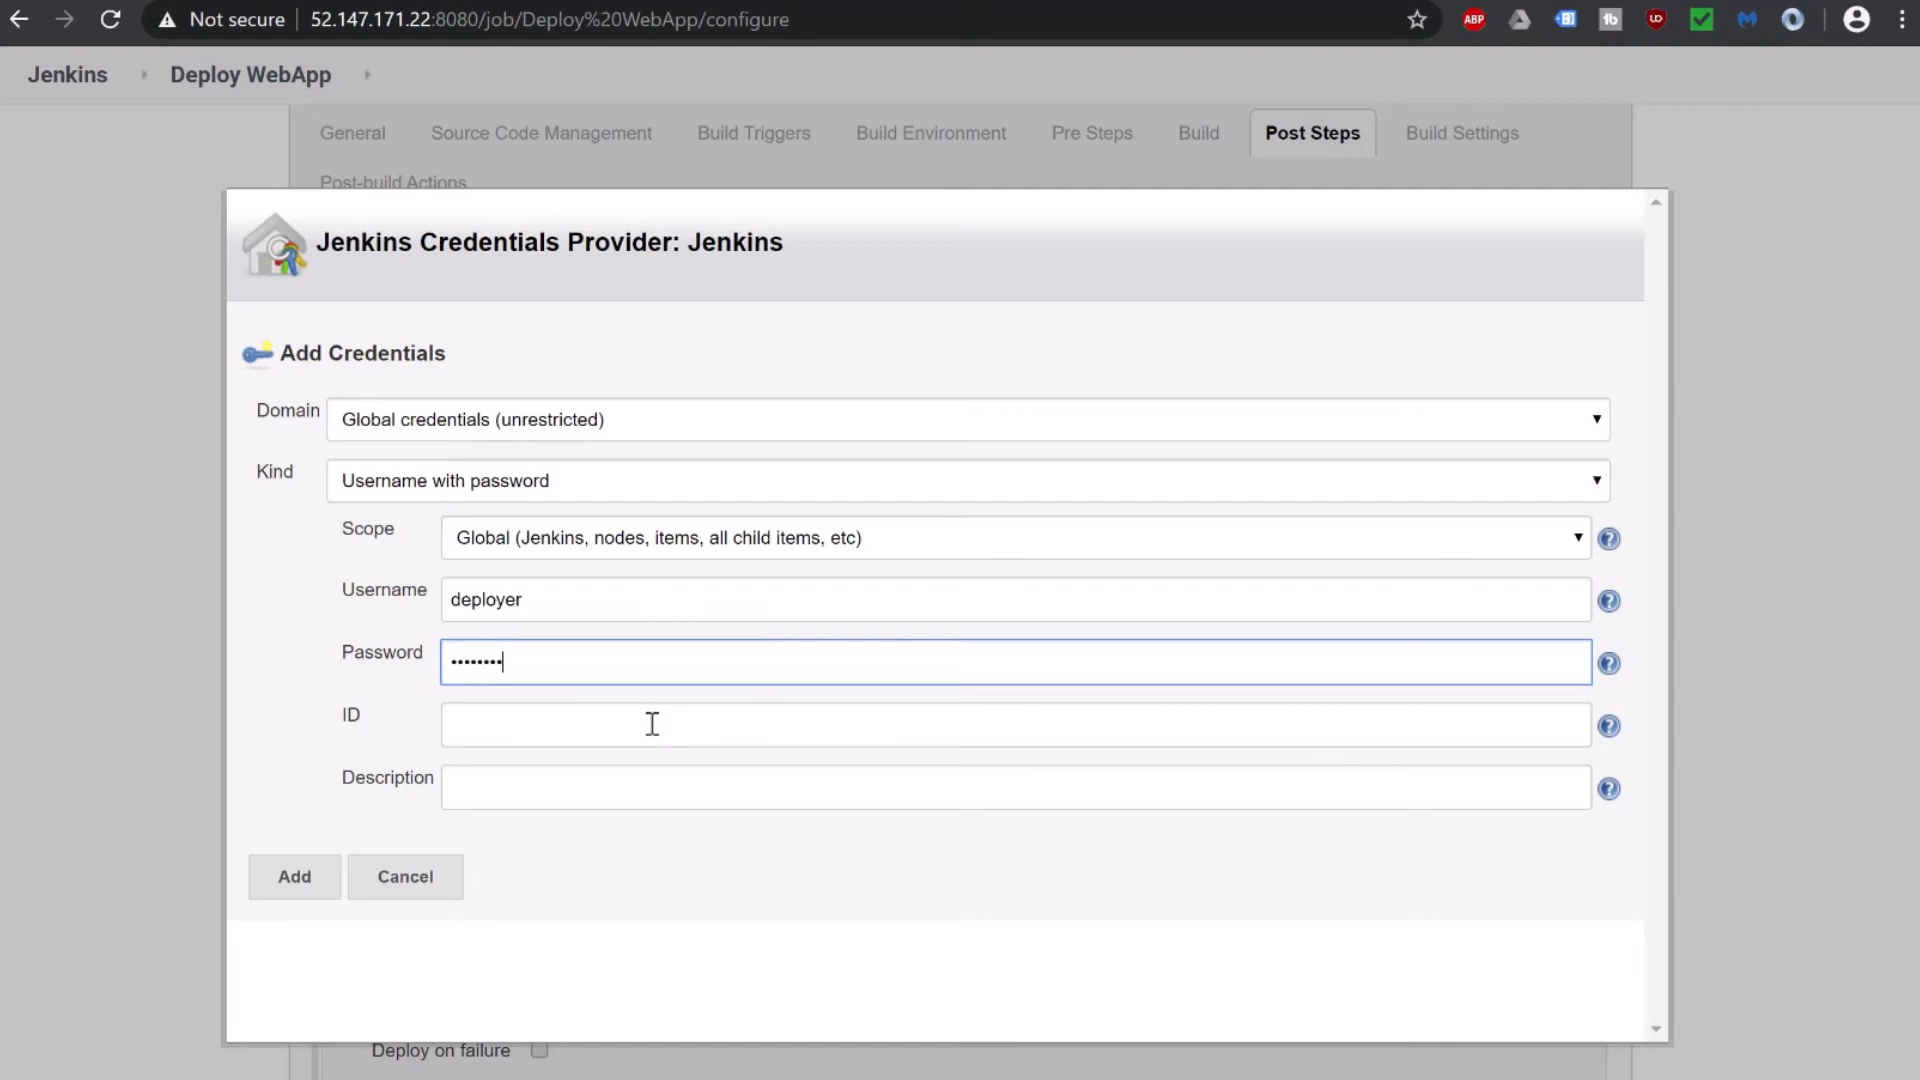 Not secure | 52.147.171.22:8080/job/Deploy%20WebApp/configure
ABP
Jenkins
Deploy WebApp
General
Source Code Management
Build Triggers
Build Environment
Pre Steps
Build
Post Steps
Build Settings
Post-build Actions
Jenkins Credentials Provider: Jenkins
Add Credentials
Domain
Global credentials (unrestricted)
Kind
Username with password
Scope
Global (Jenkins, nodes, items, all child items, etc)
Username
deployer
Password
••••••••
ID
Description
Add
Cancel
Deploy on failure